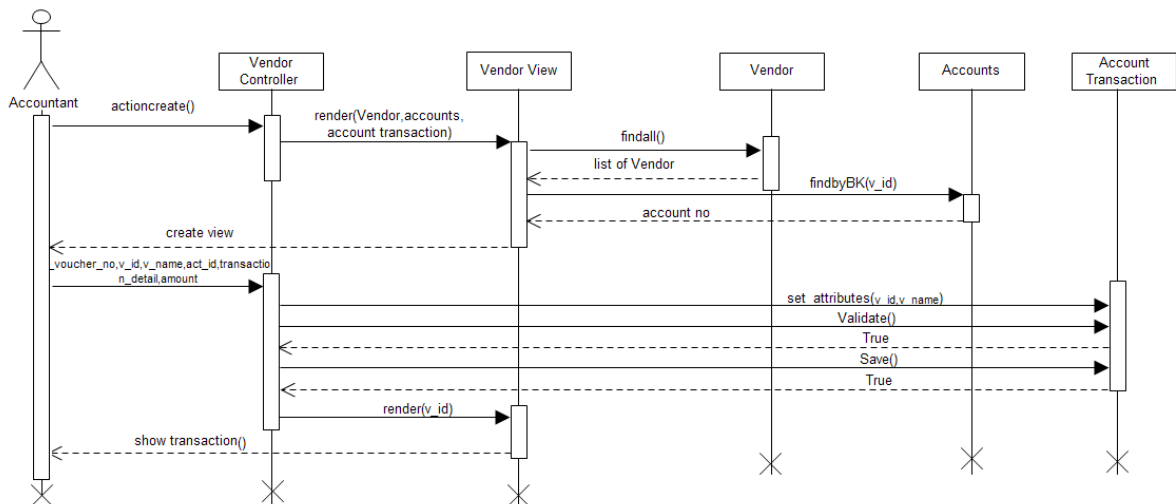 Accountant
Vendor
Controller
Vendor View
Vendor
Accounts
Account
Transaction
actioncreate()
render(Vendor,accounts,
account transaction)
findall()
list of Vendor
findbyBK(v_id)
account no
create view
_voucher_no,v_id,v_name,act_id,transactio
n_detail,amount
set_attributes(v_id,v_name)
Validate()
True
Save()
True
render(v_id)
show transaction()